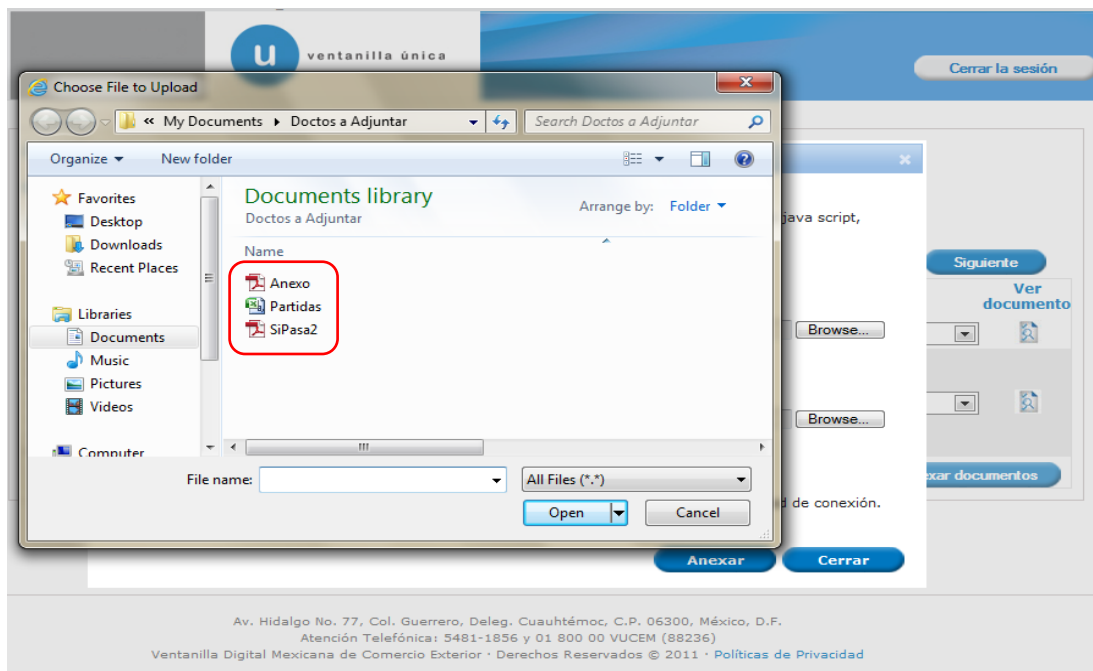 u ventanilla única
Cerrar la sesión
Choose File to Upload
« My Documents ▸ Doctos a Adjuntar
Search Doctos a Adjuntar
Organize New folder
Favorites
Desktop
Downloads
Recent Places
Libraries
Documents
Music
Pictures
Videos
Computer
Documents library
Doctos a Adjuntar
Arrange by: Folder
Name
Anexo
Partidas
SiPasa2
File name:
All Files (*.*)
Open
Cancel
java script,
Siguiente
Ver
documento
Browse...
Browse...
documentos
de conexión.
Anexar
Cerrar
Av. Hidalgo No. 77, Col. Guerrero, Deleg. Cuauhtémoc, C.P. 06300, México, D.F.
Atención Telefónica: 5481-1856 y 01 800 00 VUCEM (88236)
Ventanilla Digital Mexicana de Comercio Exterior · Derechos Reservados © 2011 · Políticas de Privacidad